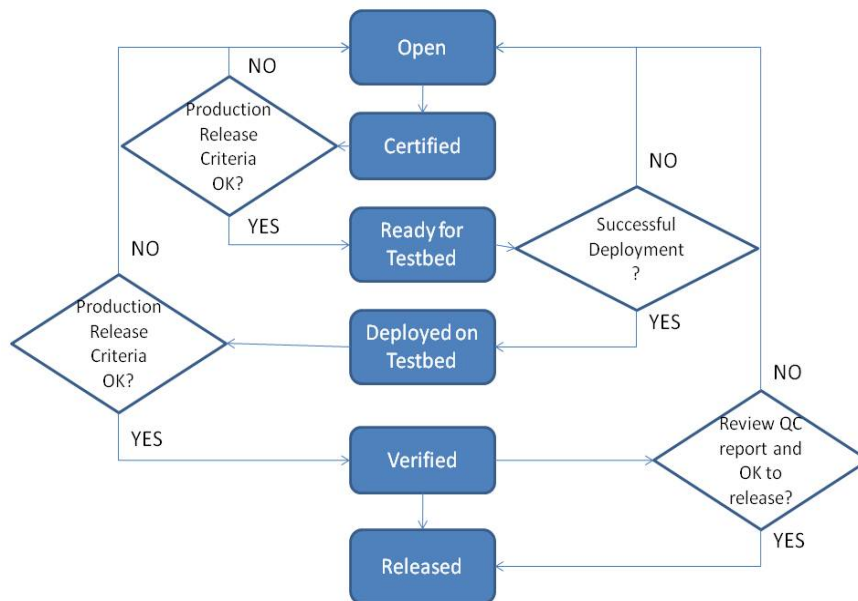 Open
NO
Production
Release
Criteria
OK?
Certified
NO
YES
Ready for
Testbed
Successful
Deployment
?
NO
Production
Release
Criteria
OK?
Deployed on
Testbed
YES
NO
YES
Verified
Review QC
report and
OK to
release?
YES
Released